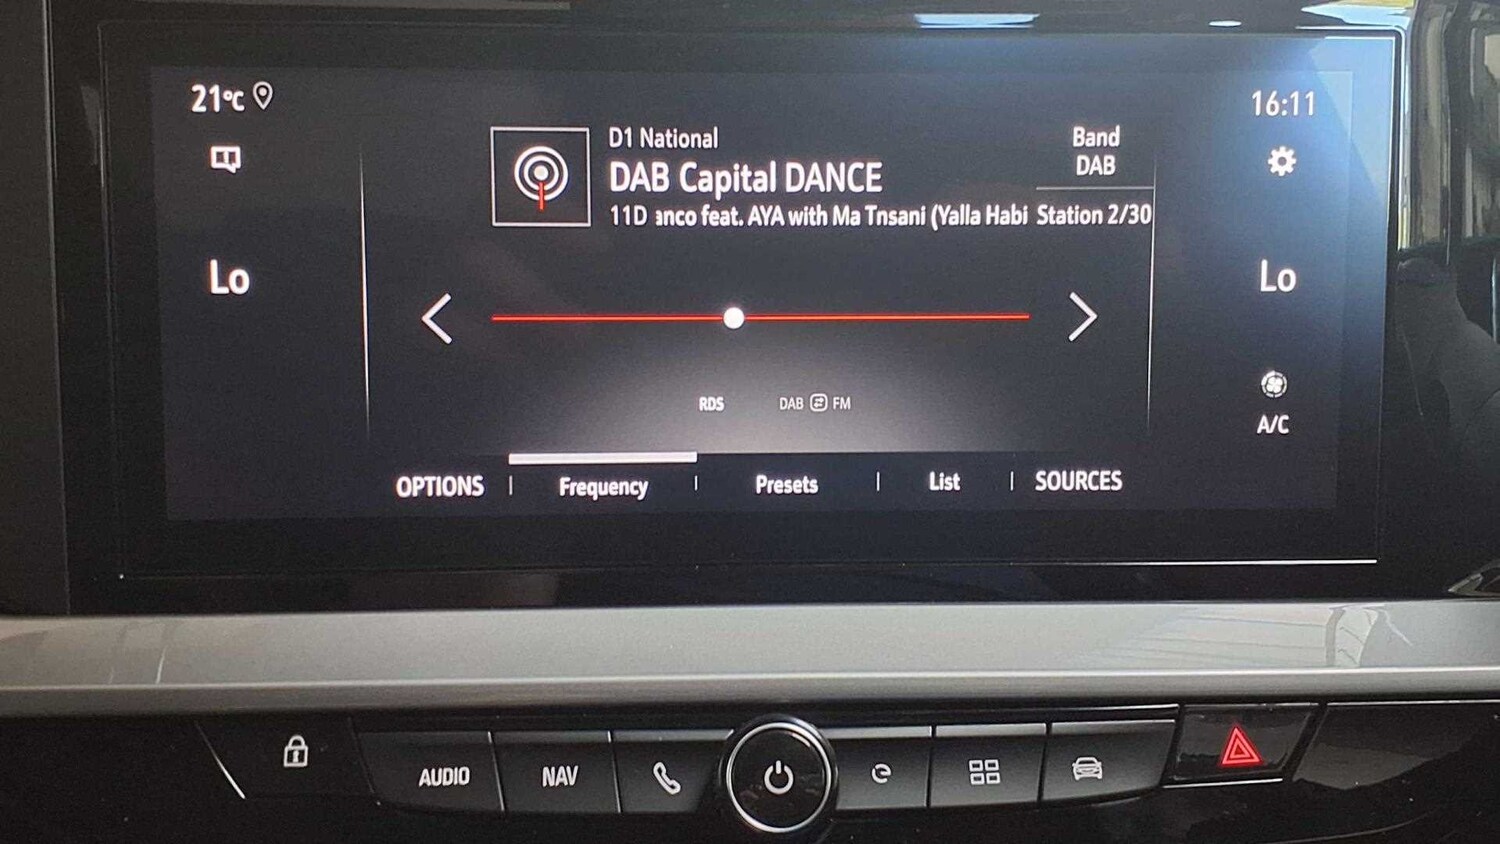 21°C
16:11
D1 National
DAB Capital DANCE
11D anco feat. AYA with Ma Tnsani (Yalla Habi
Band
DAB
Station 2/30
Lo
Lo
RDS
DAB FM
A/C
OPTIONS | Frequency | Presets | List | SOURCES
AUDIO
NAV